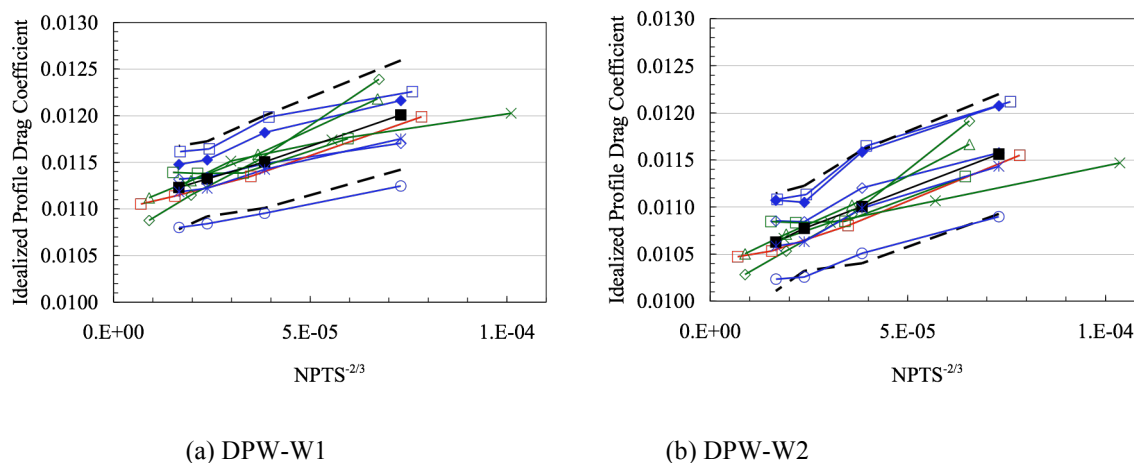 Idealized Profile Drag Coefficient
0.0130
0.0125
0.0120
0.0115
0.0110
0.0105
0.0100
0.E+00
5.E-05
1.E-04
NPTS-2/3
(a) DPW-W1
Idealized Profile Drag Coefficient
0.0130
0.0125
0.0120
0.0115
0.0110
0.0105
0.0100
0.E+00
5.E-05
1.E-04
NPTS-2/3
(b) DPW-W2